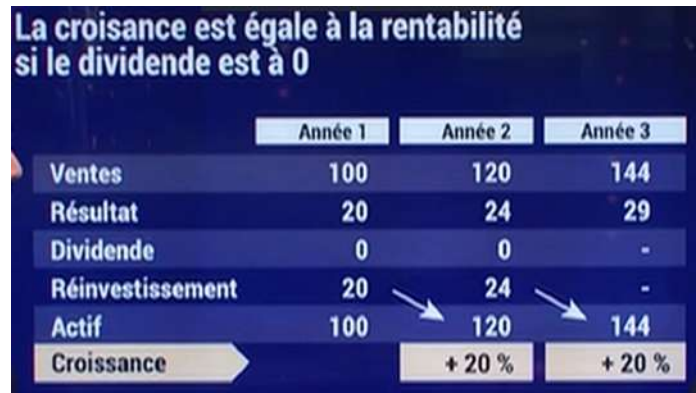 La croisance est égale à la rentabilité
si le dividende est à 0
Année 1 Année 2 Année 3
Ventes 100 120 144
Résultat 20 24 29
Dividende 0 0 -
Réinvestissement 20 24 -
Actif 100 120 144
Croissance + 20 % + 20 %